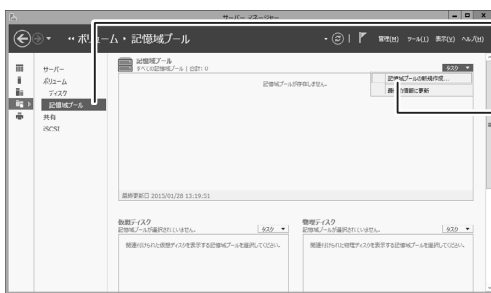 サーバー マネージャー
ボリューム・記憶域プール
管理(M) ツール(T) 表示(V) ヘルプ(H)
サーバー
ボリューム
ディスク
記憶域プール
共有
iSCSI
記憶域プール
すべての記憶域プール | 合計: 0
タスク
記憶域プールが存在しません。
記憶域プールの新規作成...
最新の情報に更新
最終更新日 2015/01/28 13:19:51
仮想ディスク
記憶域プールが選択されていません。
タスク
関連付けられた仮想ディスクを表示する記憶域プールを選択してください。
物理ディスク
記憶域プールが選択されていません。
タスク
関連付けられた物理ディスクを表示する記憶域プールを選択してください。